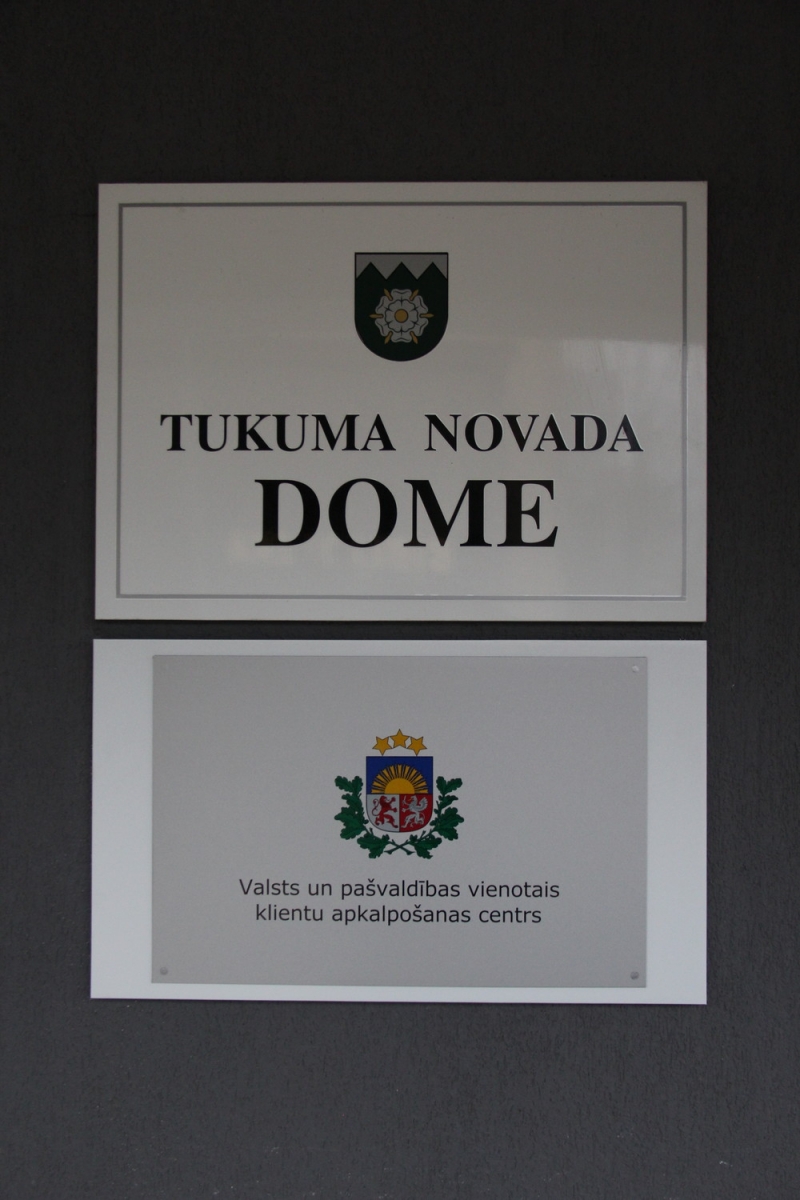 TUKUMA NOVADA
DOME
Valsts un pašvaldības vienotais
klientu apkalpošanas centrs